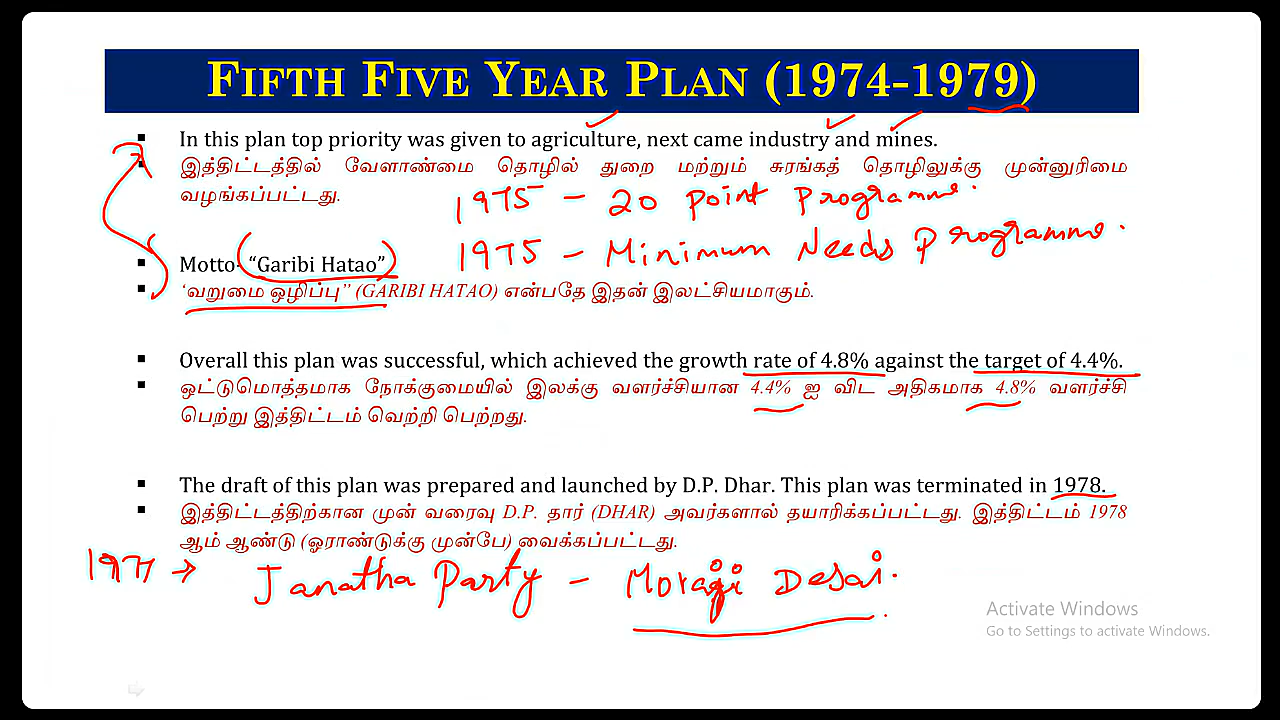 FIFTH FIVE YEAR PLAN (1974-1979)
▪ In this plan top priority was given to agriculture, next came industry and mines.
▪ இத்திட்டத்தில் வேளாண்மை தொழில் துறை மற்றும் சுரங்கத் தொழிலுக்கு முன்னுரிமை
வழங்கப்பட்டது.
1975 - 20 Point Programme.
1975 - Minimum Needs Programme.
▪ Motto- “Garibi Hatao”
▪ ‘வறுமை ஒழிப்பு’’ (GARIBI HATAO) என்பதே இதன் இலட்சியமாகும்.
▪ Overall this plan was successful, which achieved the growth rate of 4.8% against the target of 4.4%.
▪ ஒட்டுமொத்தமாக நோக்குமையில் இலக்கு வளர்ச்சியான 4.4% ஐ விட அதிகமாக 4.8% வளர்ச்சி
பெற்று இத்திட்டம் வெற்றி பெற்றது.
▪ The draft of this plan was prepared and launched by D.P. Dhar. This plan was terminated in 1978.
▪ இத்திட்டத்திற்கான முன் வரைவு D.P. தார் (DHAR) அவர்களால் தயாரிக்கப்பட்டது. இத்திட்டம் 1978
ஆம் ஆண்டு (ஓராண்டுக்கு முன்பே) வைக்கப்பட்டது.
→ Janatha Party - Moraji Desai.
Activate Windows
Go to Settings to activate Windows.